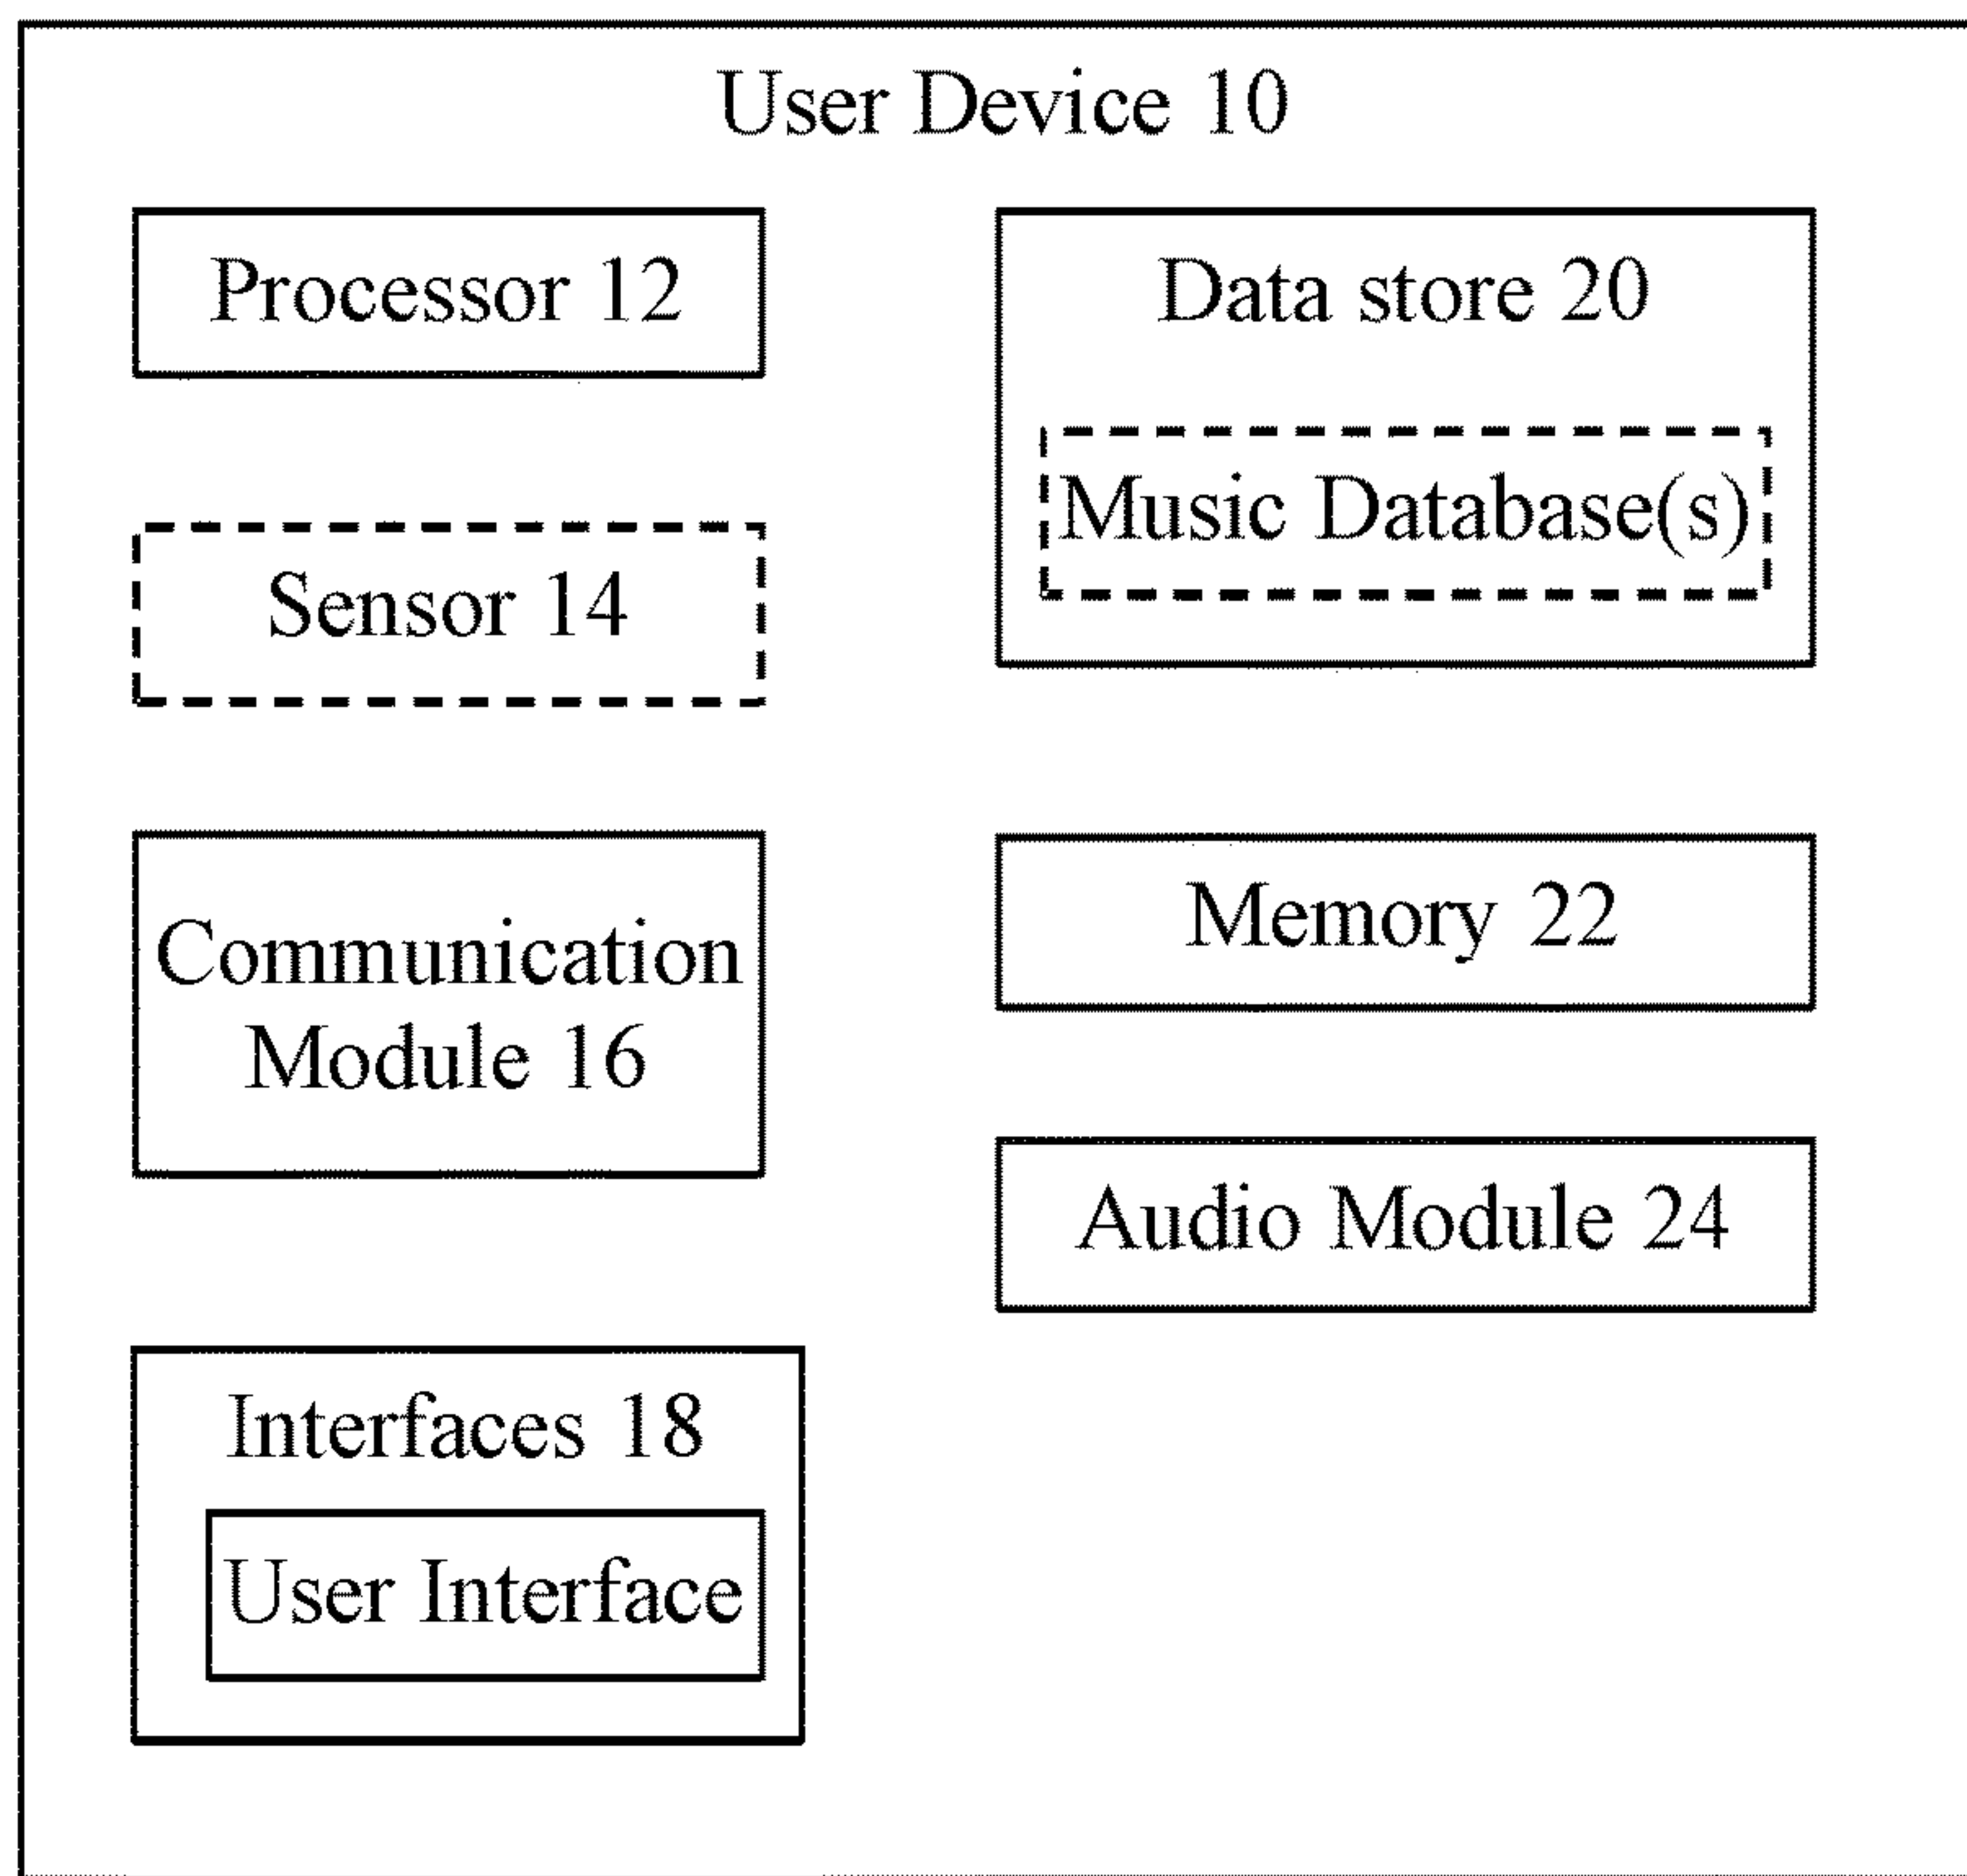 User Device 10
Processor 12
Sensor 14
Communication
Module 16
Interfaces 18
User Interface
Data store 20
Music Database(s)
Memory 22
Audio Module 24